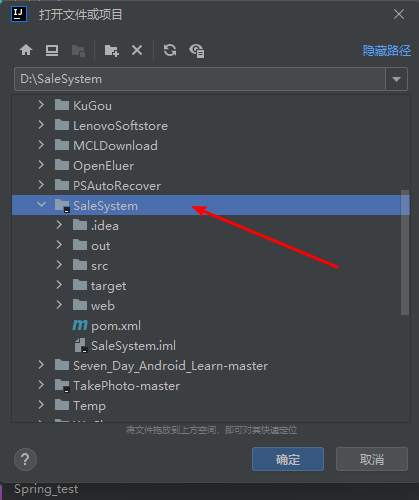 打开文件或项目
隐藏路径
D:\SaleSystem
KuGou
LenovoSoftstore
MCLDownload
OpenEluer
PSAutoRecover
SaleSystem
.idea
out
src
target
web
pom.xml
SaleSystem.iml
Seven_Day_Android_Learn-master
TakePhoto-master
Temp
将文件拖放到上方空间，即可对其快速定位
?
确定
取消
Spring_test